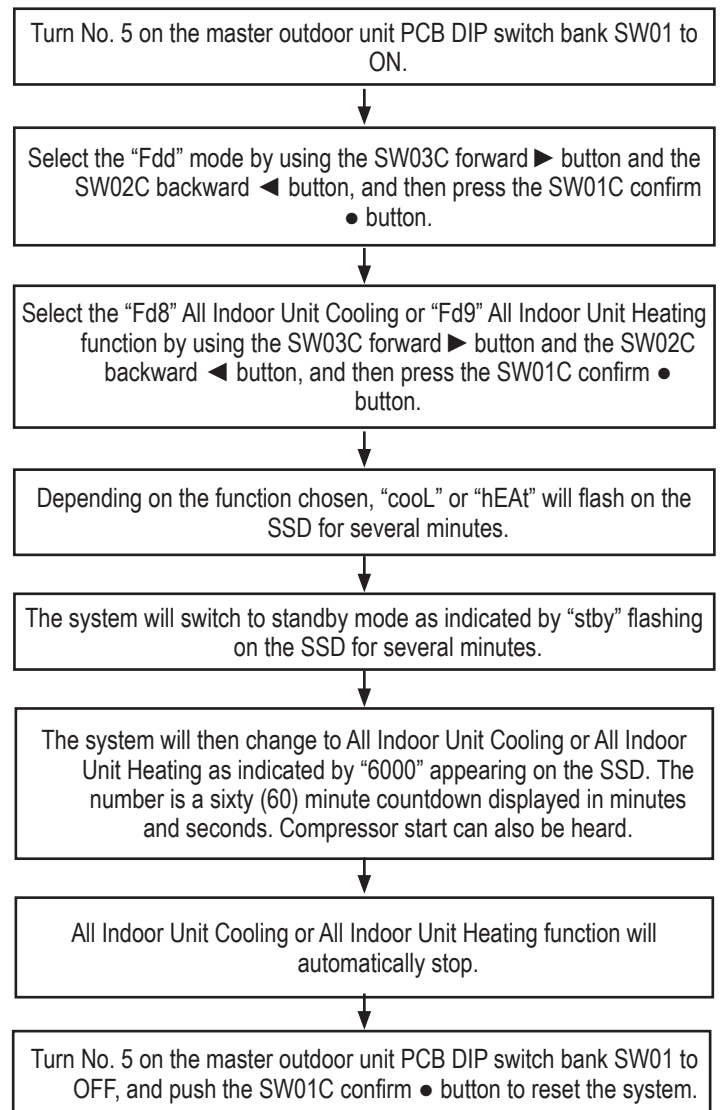 Turn No. 5 on the master outdoor unit PCB DIP switch bank SW01 to
ON.
Select the “Fdd” mode by using the SW03C forward ► button and the
SW02C backward ◄ button, and then press the SW01C confirm
● button.
Select the “Fd8” All Indoor Unit Cooling or “Fd9” All Indoor Unit Heating
function by using the SW03C forward ► button and the SW02C
backward ◄ button, and then press the SW01C confirm ●
button.
Depending on the function chosen, “cooL” or “hEAt” will flash on the
SSD for several minutes.
The system will switch to standby mode as indicated by “stby” flashing
on the SSD for several minutes.
The system will then change to All Indoor Unit Cooling or All Indoor
Unit Heating as indicated by “6000” appearing on the SSD. The
number is a sixty (60) minute countdown displayed in minutes
and seconds. Compressor start can also be heard.
All Indoor Unit Cooling or All Indoor Unit Heating function will
automatically stop.
Turn No. 5 on the master outdoor unit PCB DIP switch bank SW01 to
OFF, and push the SW01C confirm ● button to reset the system.